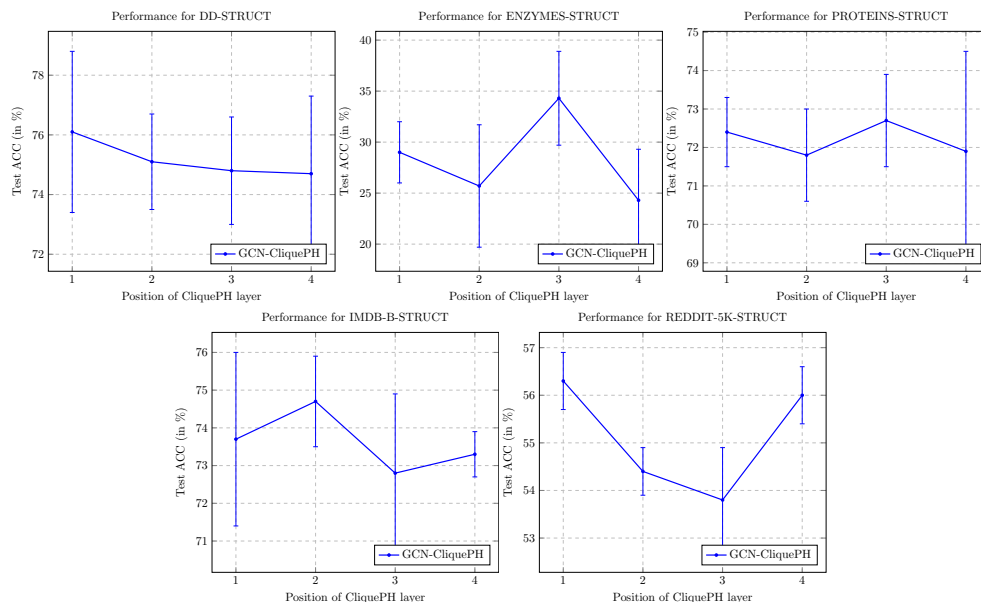 Performance for DD-STRUCT
78
76
74
72
Test ACC (in %)
GCN-CliquePH
1 2 3 4
Position of CliquePH layer
Performance for ENZYMES-STRUCT
40
35
30
25
20
Test ACC (in %)
GCN-CliquePH
1 2 3 4
Position of CliquePH layer
Performance for PROTEINS-STRUCT
75
74
73
72
71
70
69
Test ACC (in %)
GCN-CliquePH
1 2 3 4
Position of CliquePH layer
Performance for IMDB-B-STRUCT
76
75
74
73
72
71
Test ACC (in %)
GCN-CliquePH
1 2 3 4
Position of CliquePH layer
Performance for REDDIT-5K-STRUCT
57
56
55
54
53
Test ACC (in %)
GCN-CliquePH
1 2 3 4
Position of CliquePH layer